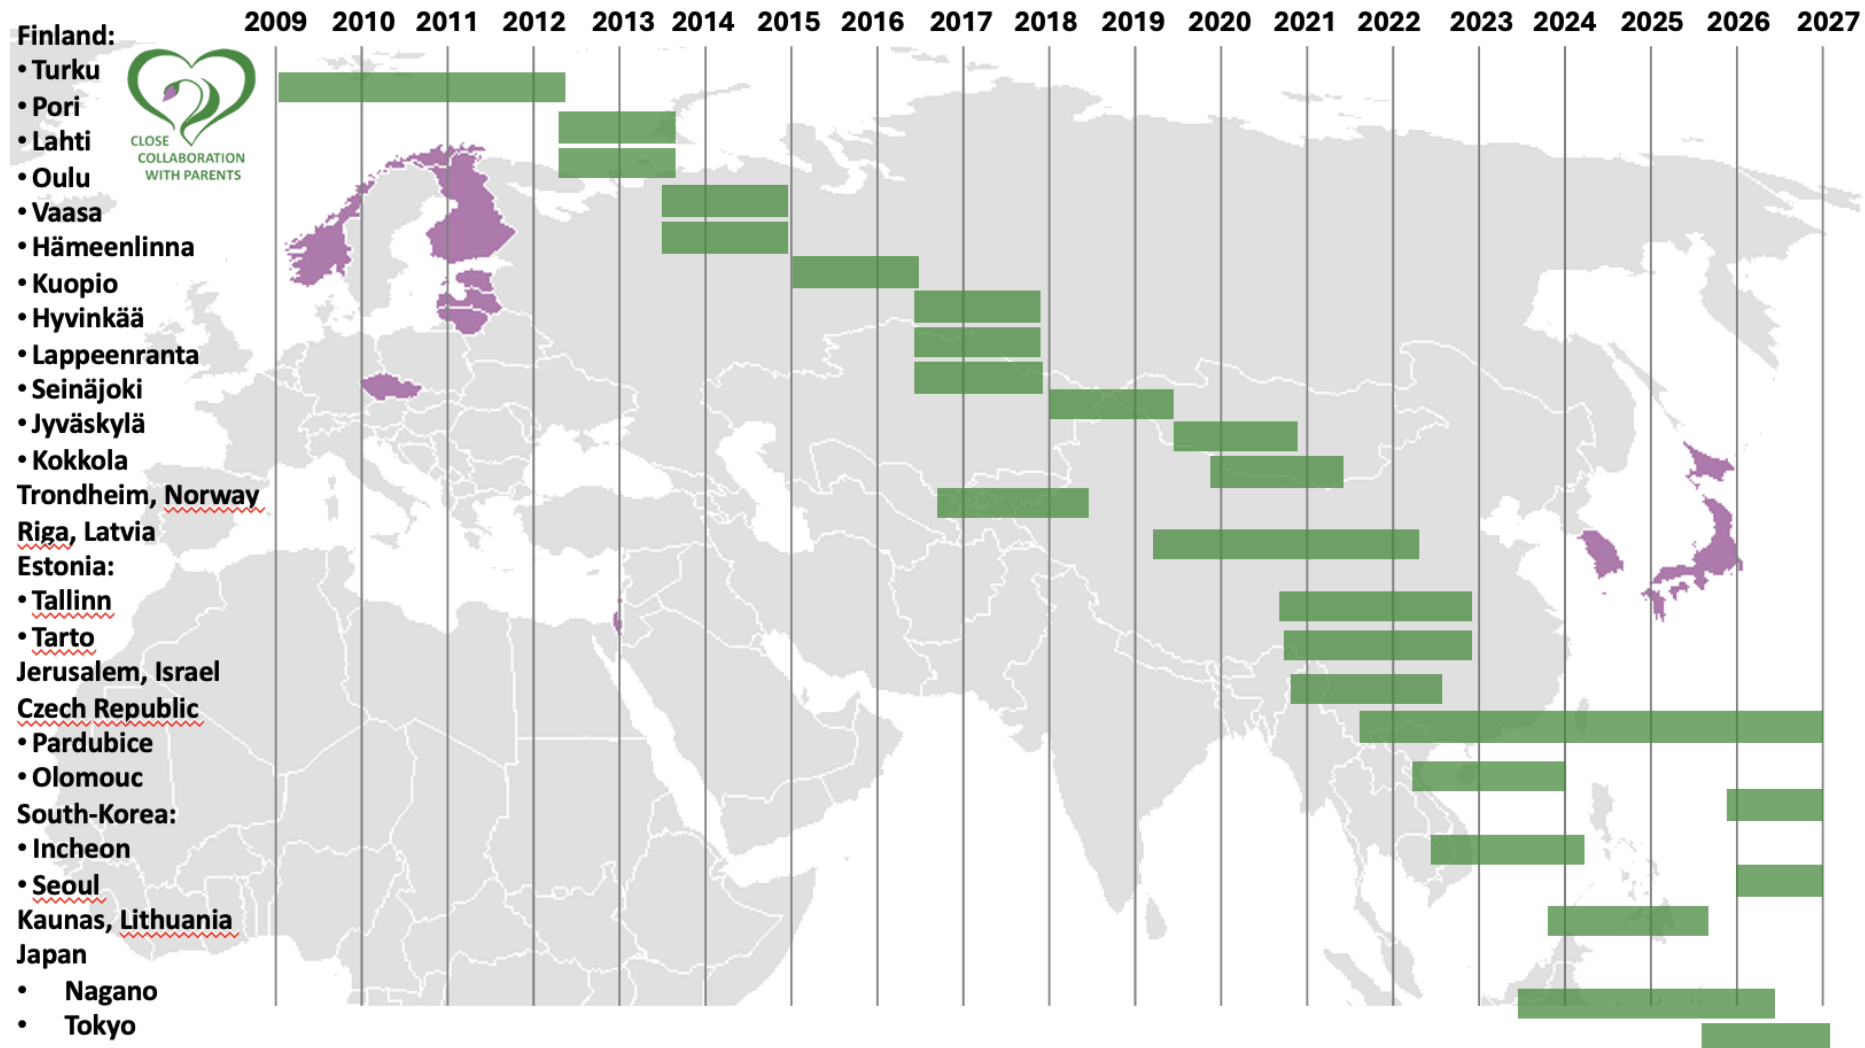 2009 2010 2011 2012 2013 2014 2015 2016 2017 2018 2019 2020 2021 2022 2023 2024 2025 2026 2027
Finland:
• Turku
• Pori
• Lahti
• Oulu
• Vaasa
• Hämeenlinna
• Kuopio
• Hyvinkää
• Lappeenranta
• Seinäjoki
• Jyväskylä
• Kokkola
Trondheim, Norway
Riga, Latvia
Estonia:
• Tallinn
• Tarto
Jerusalem, Israel
Czech Republic
• Pardubice
• Olomouc
South-Korea:
• Incheon
• Seoul
Kaunas, Lithuania
Japan
• Nagano
• Tokyo
CLOSE
COLLABORATION
WITH PARENTS